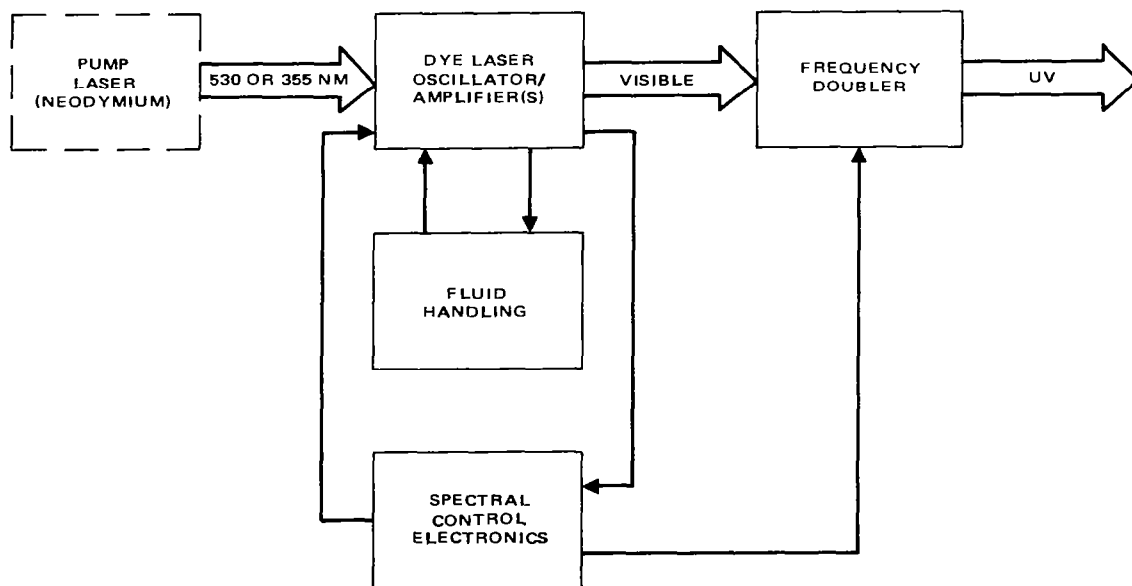 PUMP
LASER
(NEODYMIUM)
530 OR 355 NM
DYE LASER
OSCILLATOR/
AMPLIFIER(S)
VISIBLE
FREQUENCY
DOUBLER
UV
FLUID
HANDLING
SPECTRAL
CONTROL
ELECTRONICS